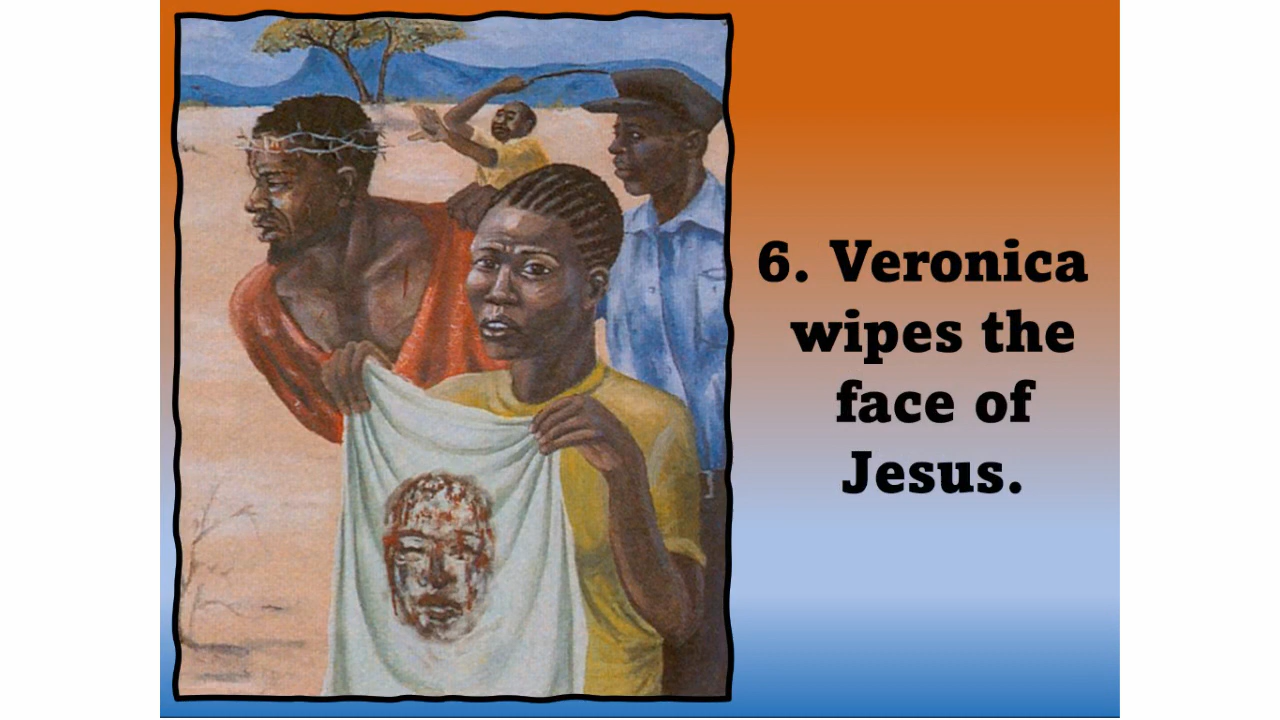 6. Veronica
wipes the
face of
Jesus.